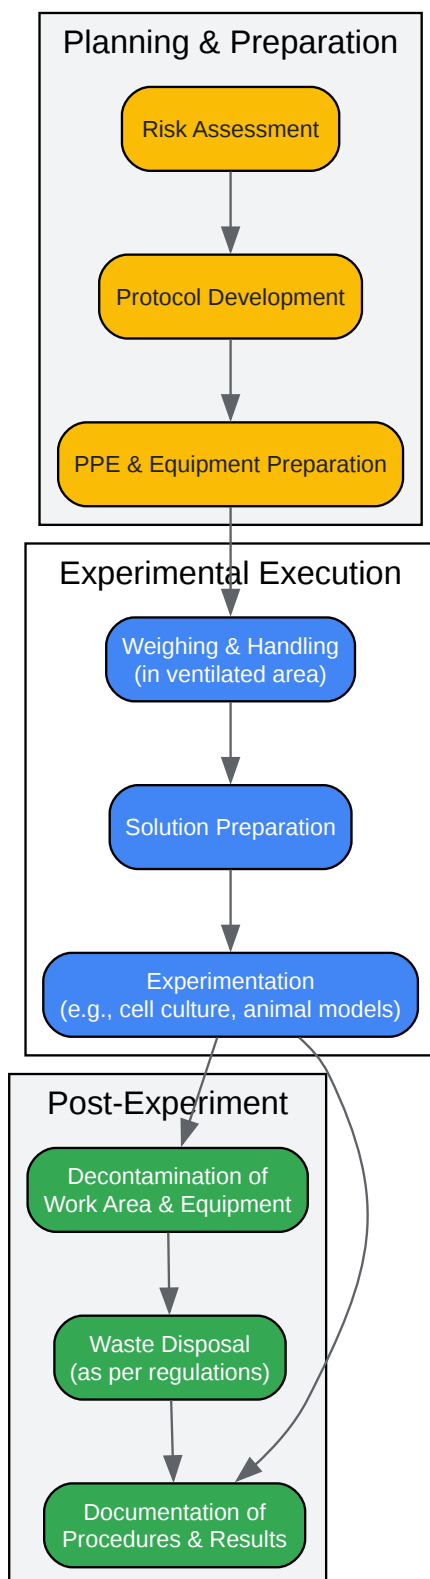 Planning & Preparation
Risk Assessment
Protocol Development
PPE & Equipment Preparation
Experimental Execution
Weighing & Handling
(in ventilated area)
Solution Preparation
Experimentation
(e.g., cell culture, animal models)
Post-Experiment
Decontamination of
Work Area & Equipment
Waste Disposal
(as per regulations)
Documentation of
Procedures & Results